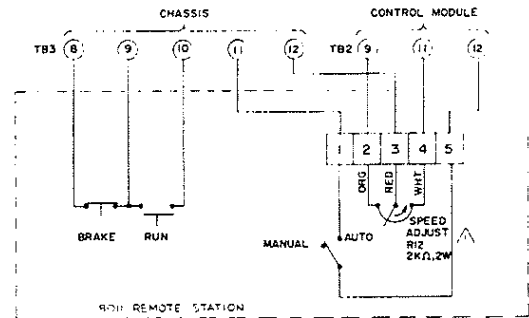 CHASSIS
CONTROL MODULE
TB3 8 9 10 11 12
TB2 9 11 12
1 2 3 4 5
ORG
RED
WHT
SPEED
ADJUST
R12
2KΩ,2W
BRAKE
RUN
MANUAL
AUTO
REMOTE STATION